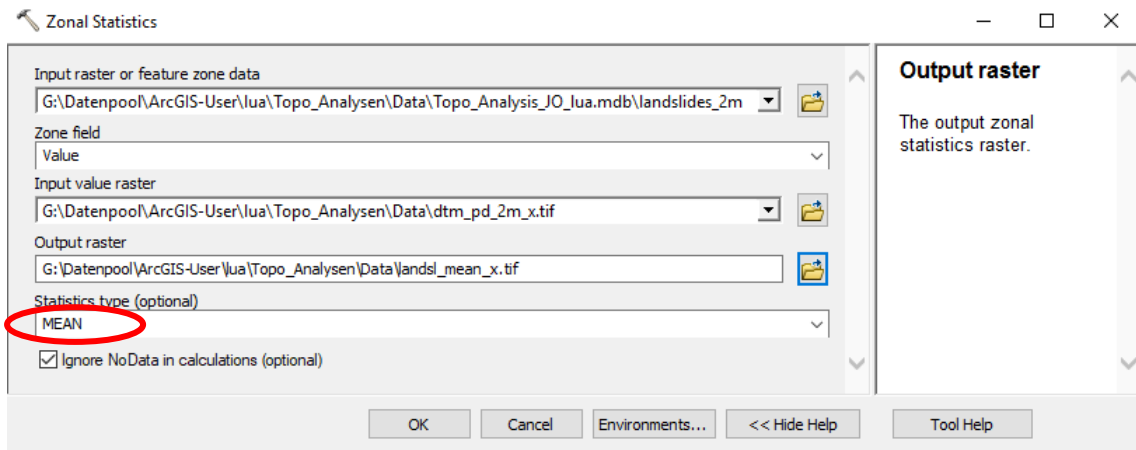 Zonal Statistics
Input raster or feature zone data
G:\Datenpool\ArcGIS-User\lua\Topo_Analysen\Data\Topo_Analysis_JO_lua.mdb\landslides_2m
Zone field
Value
Input value raster
G:\Datenpool\ArcGIS-User\lua\Topo_Analysen\Data\dtm_pd_2m_x.tif
Output raster
G:\Datenpool\ArcGIS-User\lua\Topo_Analysen\Data\landsl_mean_x.tif
Statistics type (optional)
MEAN
Ignore NoData in calculations (optional)
Output raster
The output zonal
statistics raster.
OK Cancel Environments... << Hide Help Tool Help